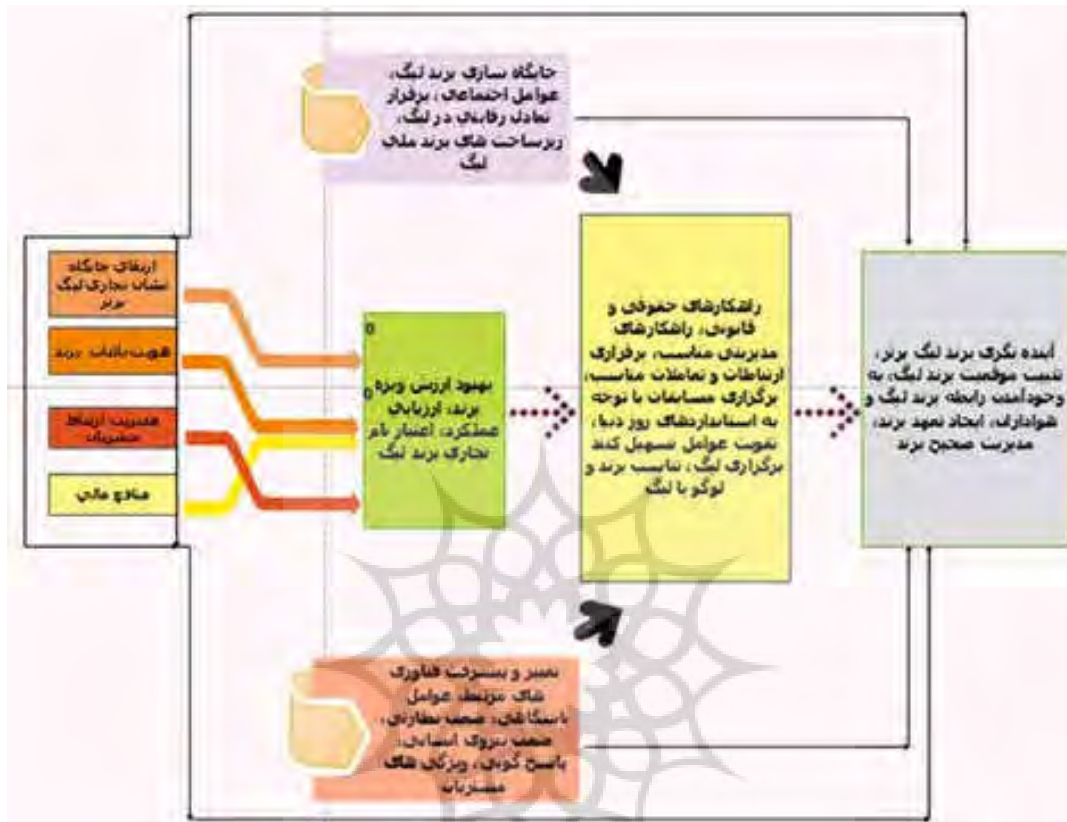 جایگاه سازی برند لیگ،
عوامل اجتماعی، برقرار
تعادل رقابتی در لیگ،
زیرساخت های برند ملی
لیگ
ارتقای جایگاه
نشان تجاری لیگ
برتر
هویت برند
مدیریت ارتباط
مشتریان
منافع مالی
0
0
بهبود ارزش ویژه
برند، ارزیابی
عملکرد، اعتبار نام
تجاری برند لیگ
راهکارهای حقوقی و
قانونی، راهکارهای
مدیریتی مناسب، برقراری
ارتباطات و تعاملات مناسب،
برگزاری مسابقات با توجه
به استانداردهای روز دنیا،
تقویت عوامل تسهیل کنند
برگزاری لیگ، تناسب برند و
لوگو با لیگ
آینده نگری برند لیگ برتر،
تثبیت موقعیت برند لیگ، به
وجودآمدن رابطه برند لیگ و
هواداران، ایجاد تعهد برند،
مدیریت صحیح برند
تغییر و پیشرفت فناوری
های مرتبط، عوامل
باشگاهی، ضعف نظارتی،
ضعف نیروی انسانی،
پاسخ گویی، ویژگی های
مشتریان